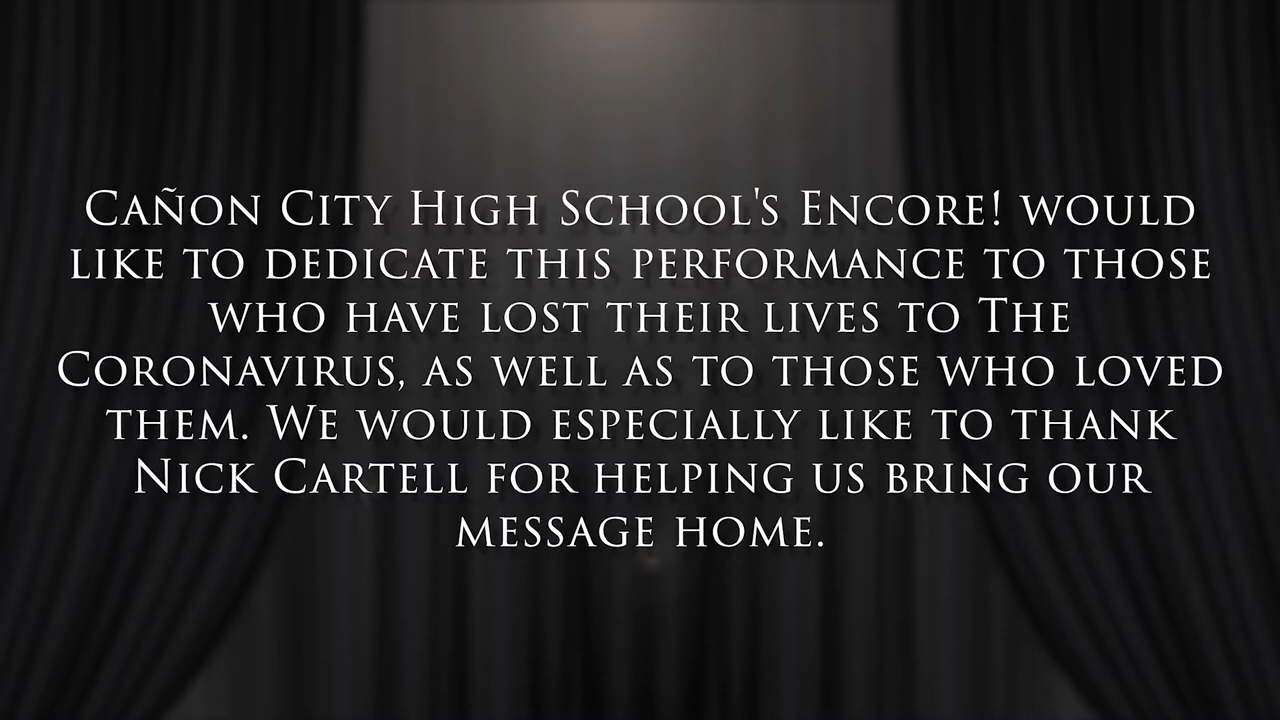 Cañon City High School's Encore! would
like to dedicate this performance to those
who have lost their lives to The
Coronavirus, as well as to those who loved
them. We would especially like to thank
Nick Cartell for helping us bring our
message home.